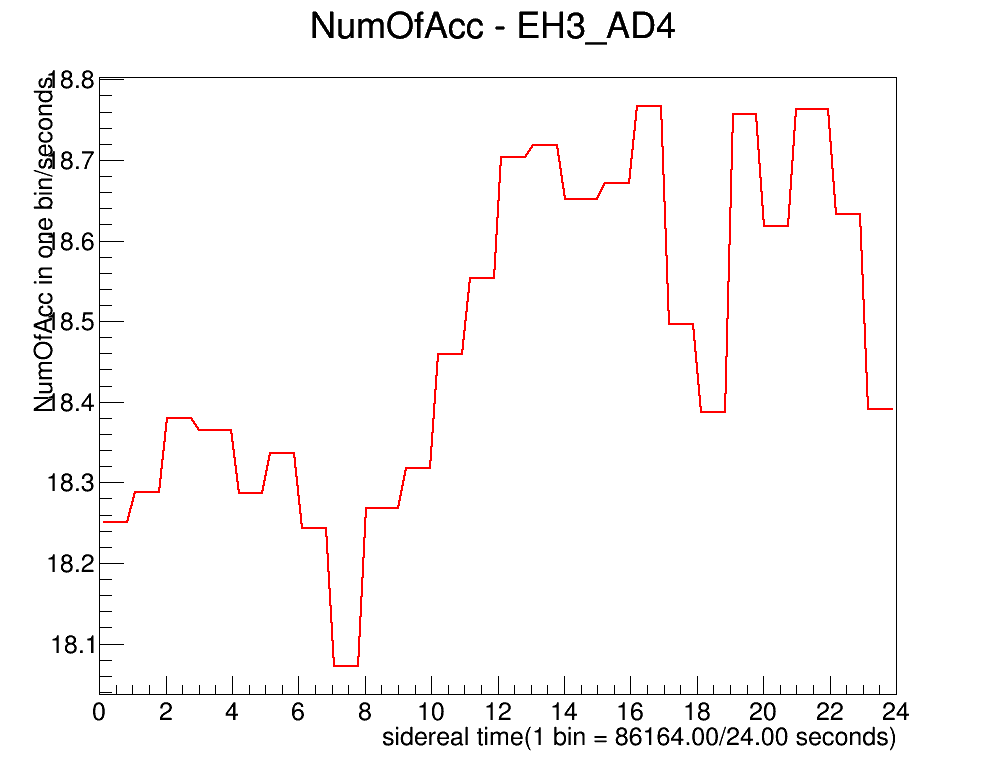 NumOfAcc - EH3_AD4
NumOfAcc in one bin/seconds.
18.8
18.7
18.6
18.5
18.4
18.3
18.2
18.1
0 2 4 6 8 10 12 14 16 18 20 22 24
sidereal time(1 bin = 86164.00/24.00 seconds)